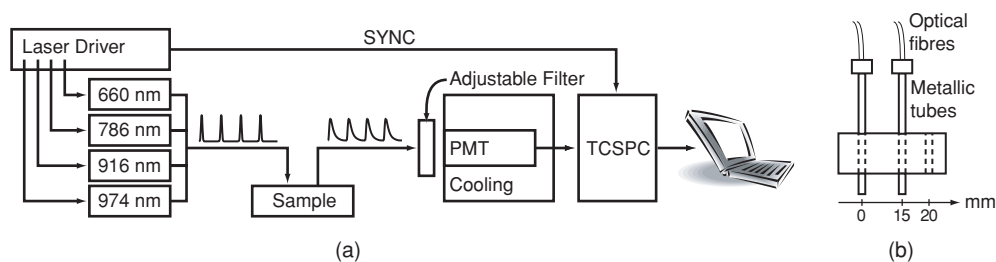 Laser Driver
SYNC
660 nm
786 nm
916 nm
974 nm
Sample
Adjustable Filter
PMT
Cooling
TCSPC
(a)
Optical
fibres
Metallic
tubes
0 15 20 mm
(b)